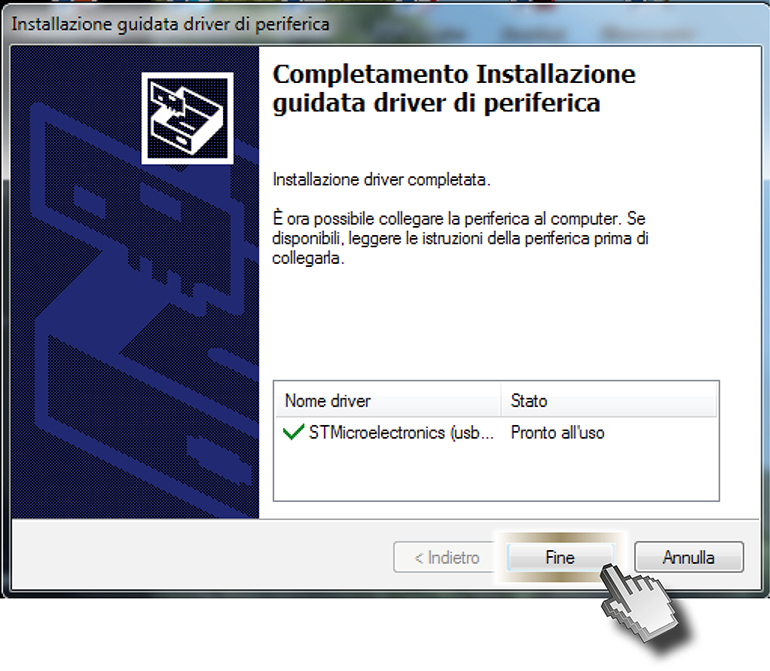 Installazione guidata driver di periferica
Completamento Installazione
guidata driver di periferica
Installazione driver completata.
È ora possibile collegare la periferica al computer. Se
disponibili, leggere le istruzioni della periferica prima di
collegarla.
Nome driver Stato
STMicroelectronics (usb... Pronto all'uso
< Indietro Fine Annulla